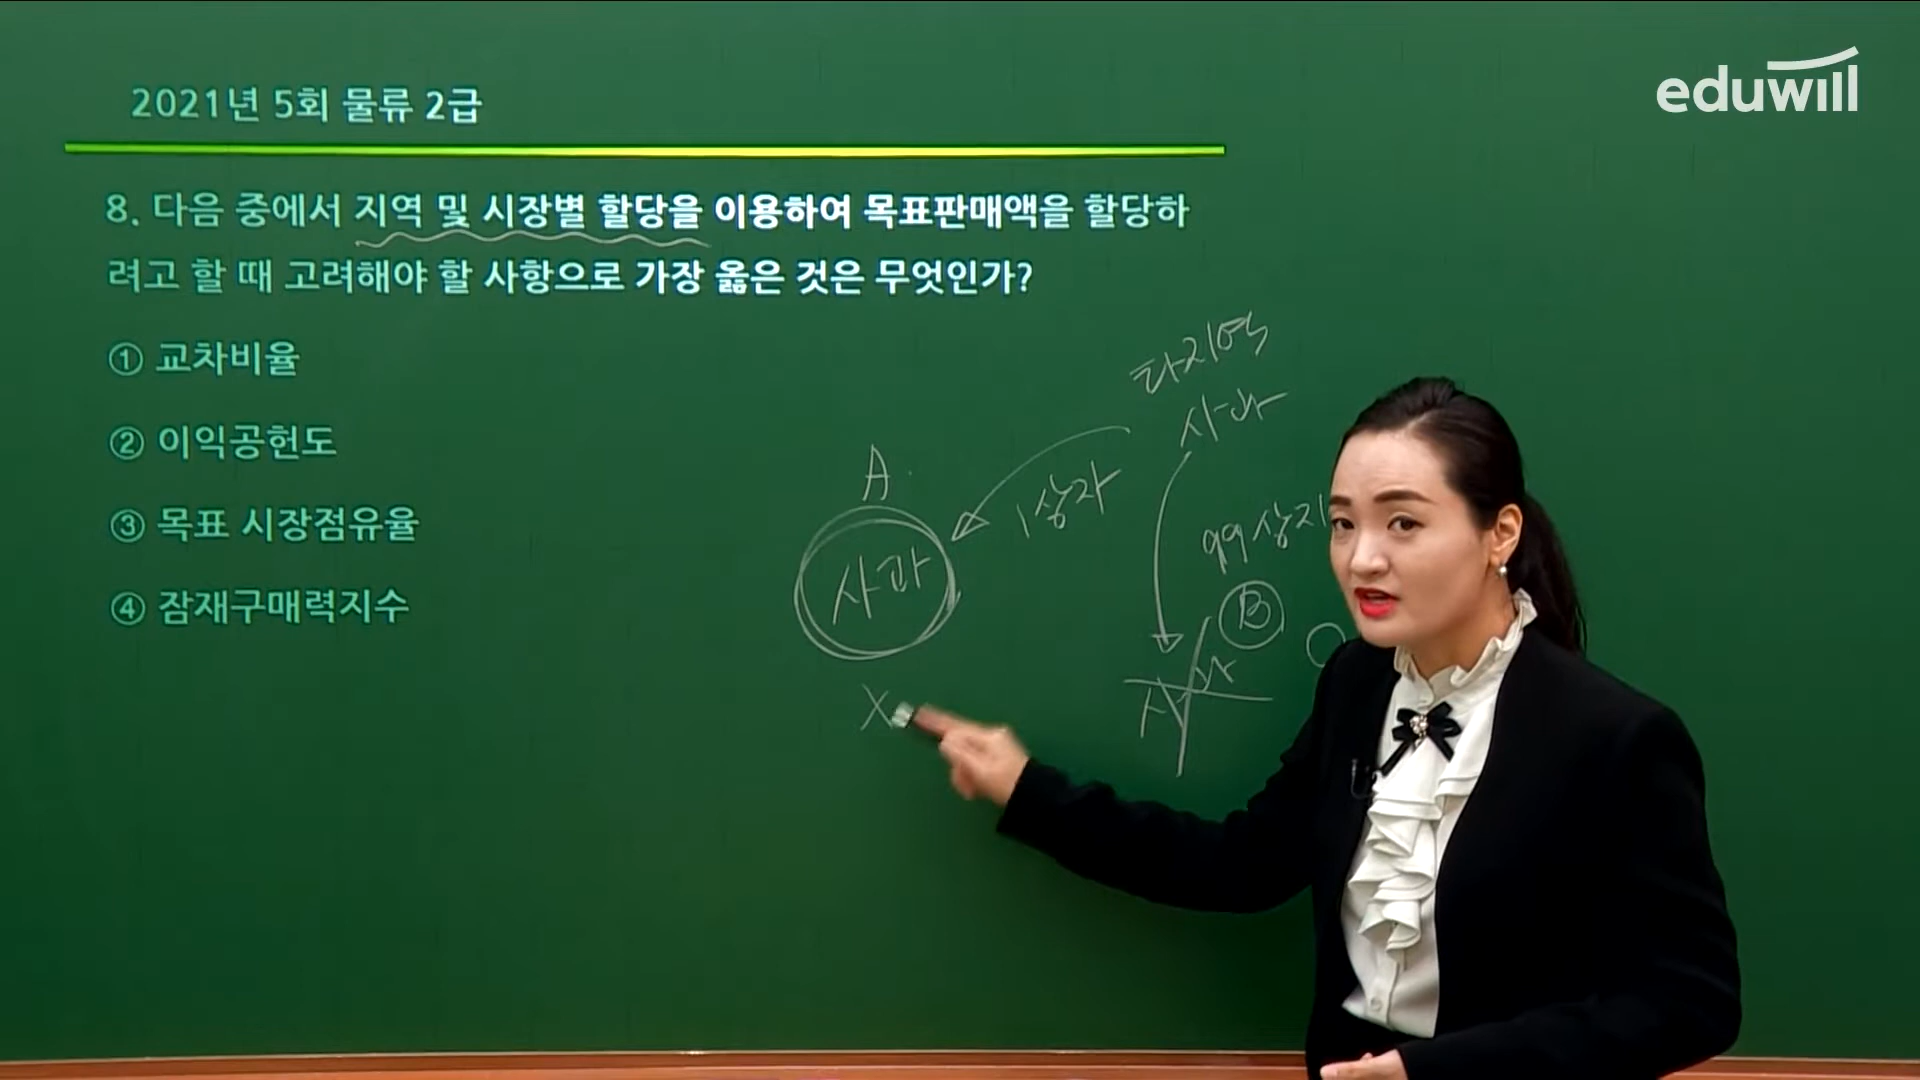 eduwill
2021년 5회 물류 2급
8. 다음 중에서 지역 및 시장별 할당을 이용하여 목표판매액을 할당하
려고 할 때 고려해야 할 사항으로 가장 옳은 것은 무엇인가?
① 교차비율
② 이익공헌도
③ 목표 시장점유율
④ 잠재구매력지수
타지역
사과
A
1상자
99상자
사과
B
사과
X